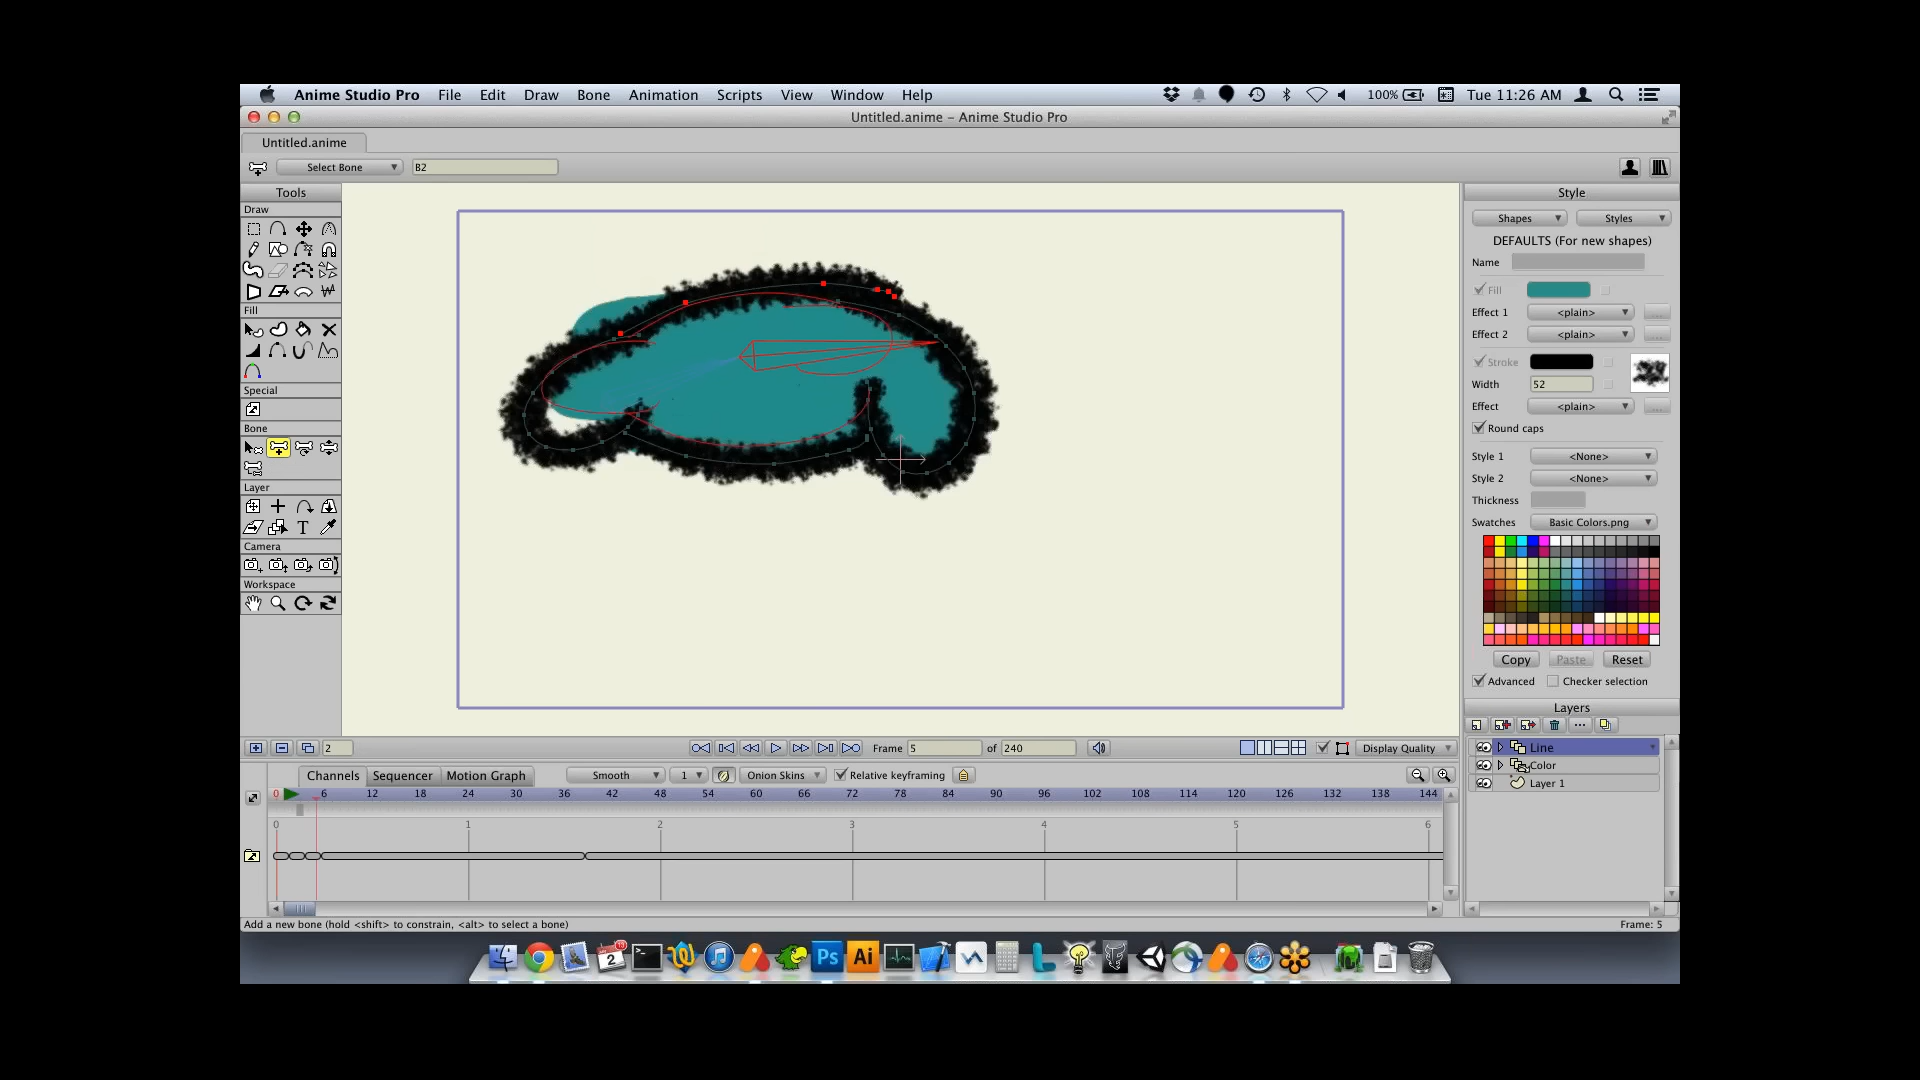 Anime Studio Pro File Edit Draw Bone Animation Scripts View Window Help 100% Tue 11:26 AM
Untitled.anime – Anime Studio Pro
Untitled.anime
Select Bone B2
Tools
Draw
Fill
Special
Bone
Layer
T
Camera
Workspace
Style
Shapes Styles
DEFAULTS (For new shapes)
Name
Fill
Effect 1 <plain> ...
Effect 2 <plain> ...
Stroke
Width 52
Effect <plain> ...
Round caps
Style 1 <None>
Style 2 <None>
Thickness
Swatches Basic Colors.png
Copy Paste Reset
Advanced Checker selection
Layers
Line
Color
Layer 1
2 Frame 5 of 240 Display Quality
Channels Sequencer Motion Graph Smooth 1 Onion Skins Relative keyframing
0 6 12 18 24 30 36 42 48 54 60 66 72 78 84 90 96 102 108 114 120 126 132 138 144
0 1 2 3 4 5 6
Add a new bone (hold <shift> to constrain, <alt> to select a bone) Frame: 5
2 Ps Ai